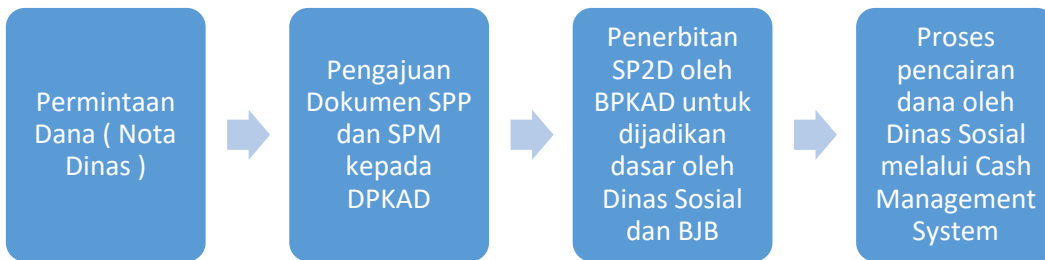 Permintaan
Dana ( Nota
Dinas )
Pengajuan
Dokumen SPP
dan SPM
kepada
DPKAD
Penerbitan
SP2D oleh
BPKAD untuk
dijadikan
dasar oleh
Dinas Sosial
dan BJB
Proses
pencairan
dana oleh
Dinas Sosial
melalui Cash
Management
System